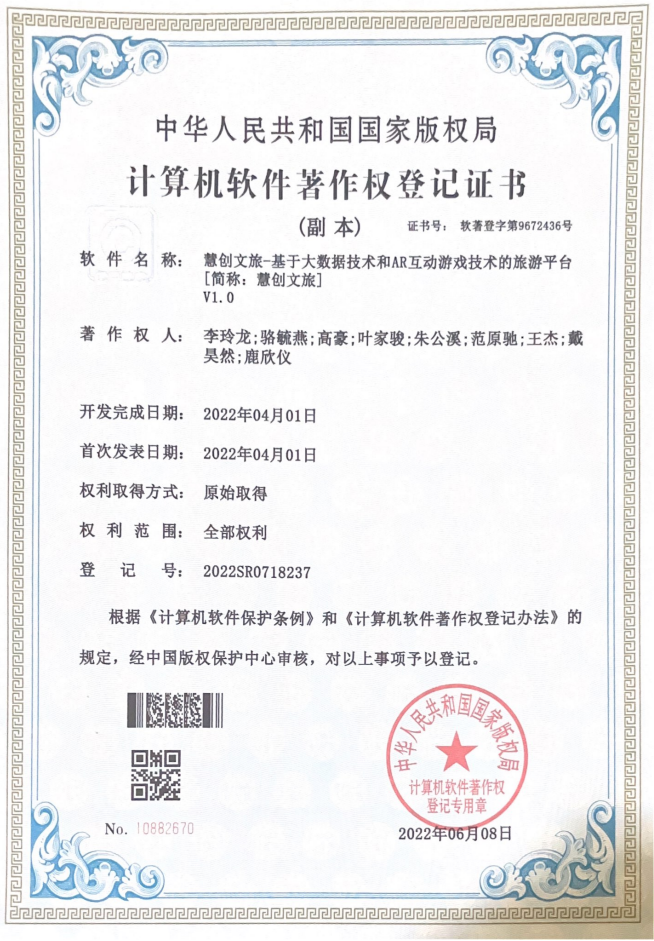 中华人民共和国国家版权局
计算机软件著作权登记证书
(副本)
证书号： 软著登字第9672436号
软件名称： 慧创文旅-基于大数据技术和AR互动游戏技术的旅游平台
[简称：慧创文旅]
V1.0
著作权人： 李玲龙;骆毓燕;高豪;叶家骏;朱公溪;范原驰;王杰;戴
昊然;鹿欣仪
开发完成日期： 2022年04月01日
首次发表日期： 2022年04月01日
权利取得方式： 原始取得
权利范围： 全部权利
登记号： 2022SR0718237
根据《计算机软件保护条例》和《计算机软件著作权登记办法》的
规定，经中国版权保护中心审核，对以上事项予以登记。
中华人民共和国国家版权局
计算机软件著作权
登记专用章
No. 10882670
2022年06月08日